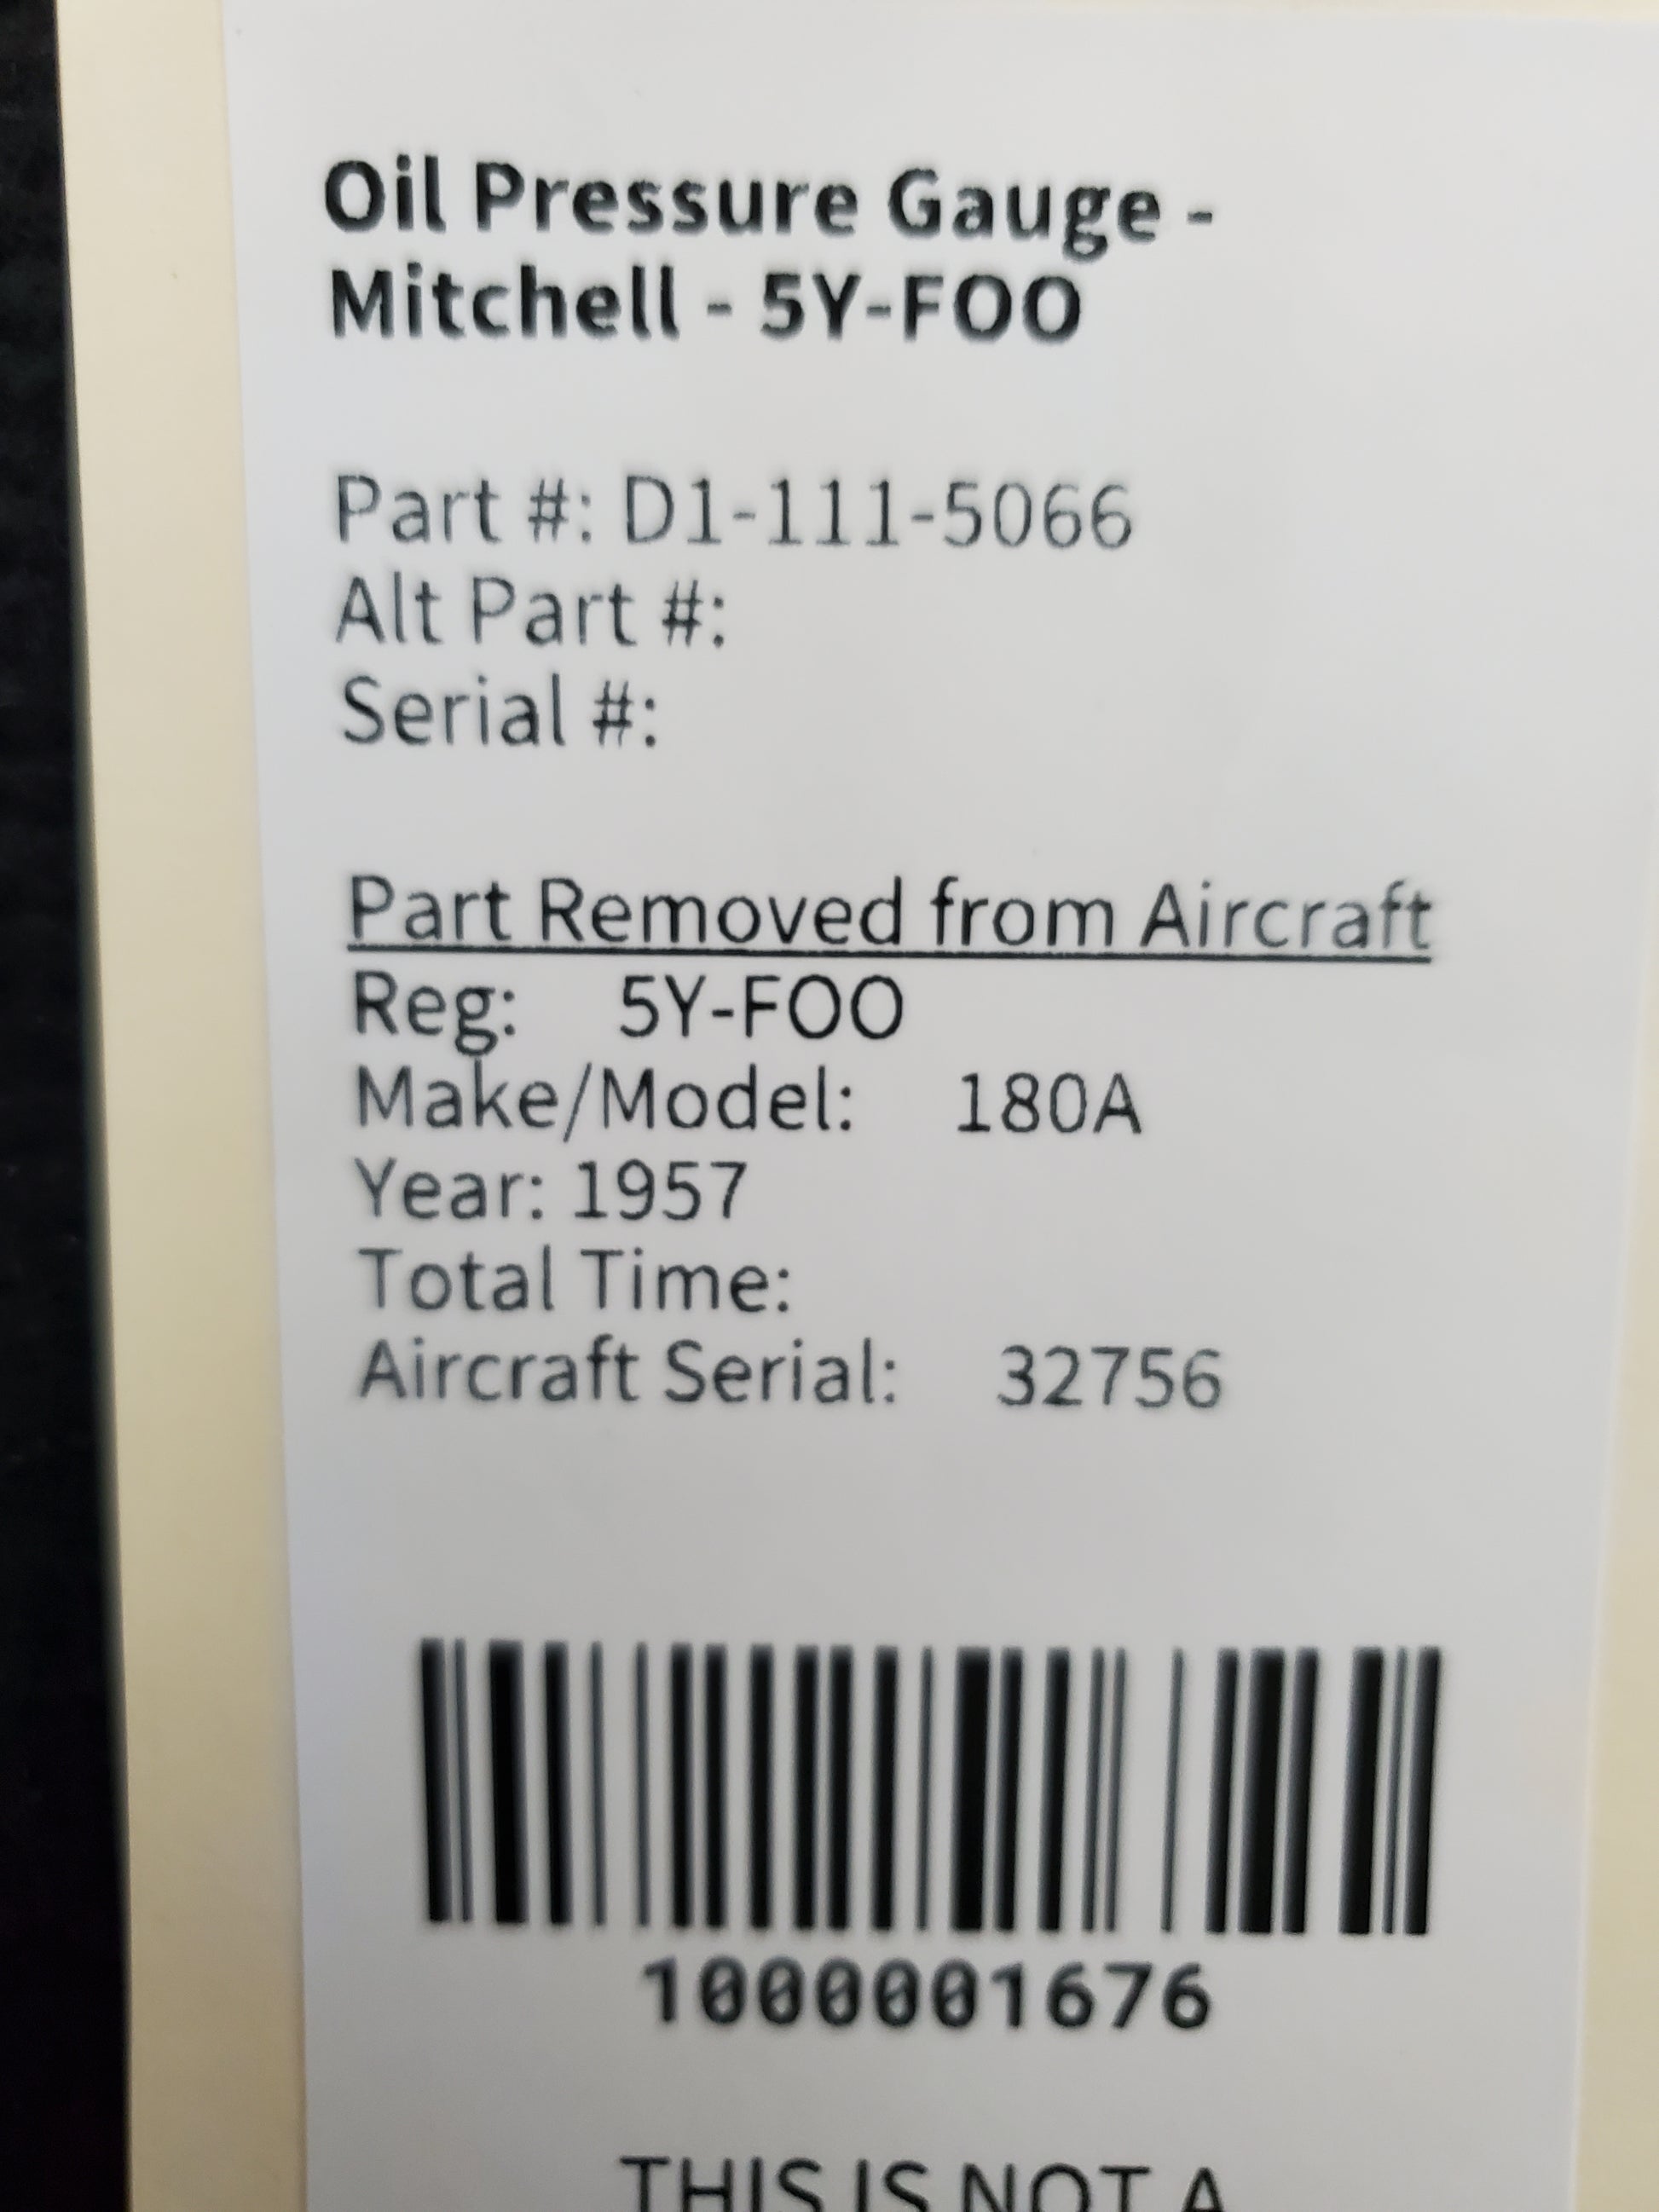 Oil Pressure Gauge -
Mitchell - 5Y-FOO
Part #: D1-111-5066
Alt Part #:
Serial #:
Part Removed from Aircraft
Reg: 5Y-FOO
Make/Model: 180A
Year: 1957
Total Time:
Aircraft Serial: 32756
1000001676
THIS IS NOT A